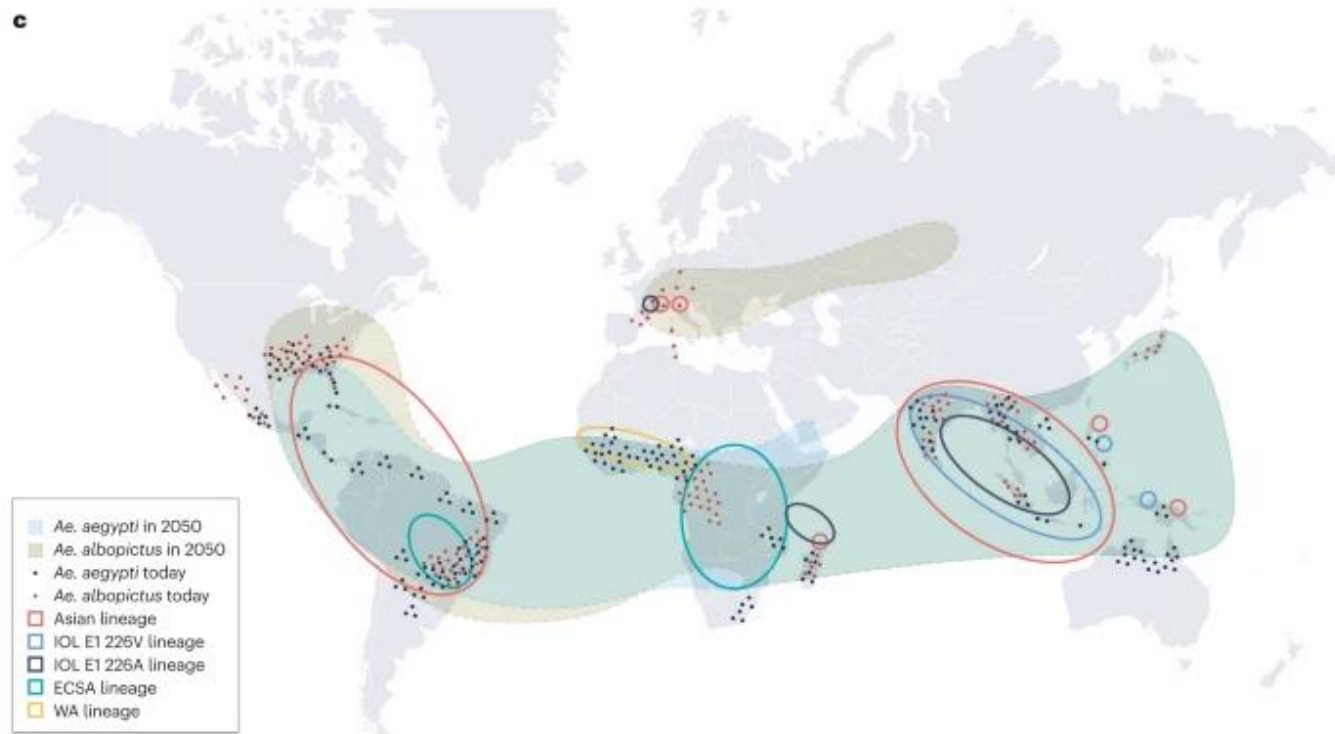 c
Ae. aegypti in 2050
Ae. albopictus in 2050
Ae. aegypti today
Ae. albopictus today
Asian lineage
IOL E1 226V lineage
IOL E1 226A lineage
ECSA lineage
WA lineage